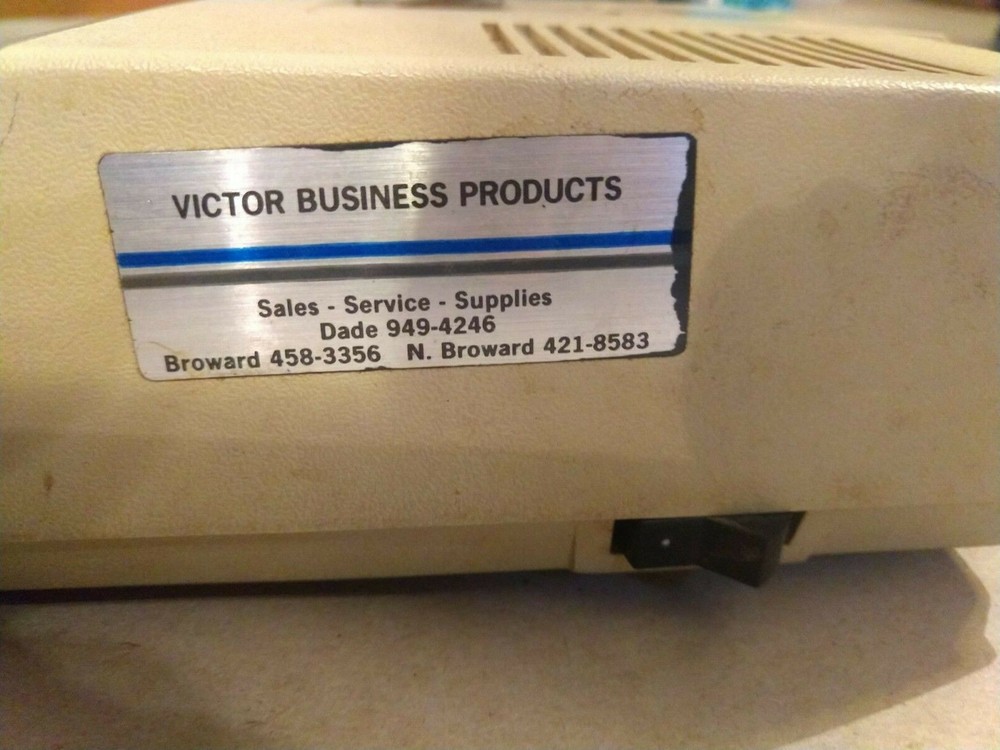 VICTOR BUSINESS PRODUCTS
Sales - Service - Supplies
Dade 949-4246
Broward 458-3356 N. Broward 421-8583